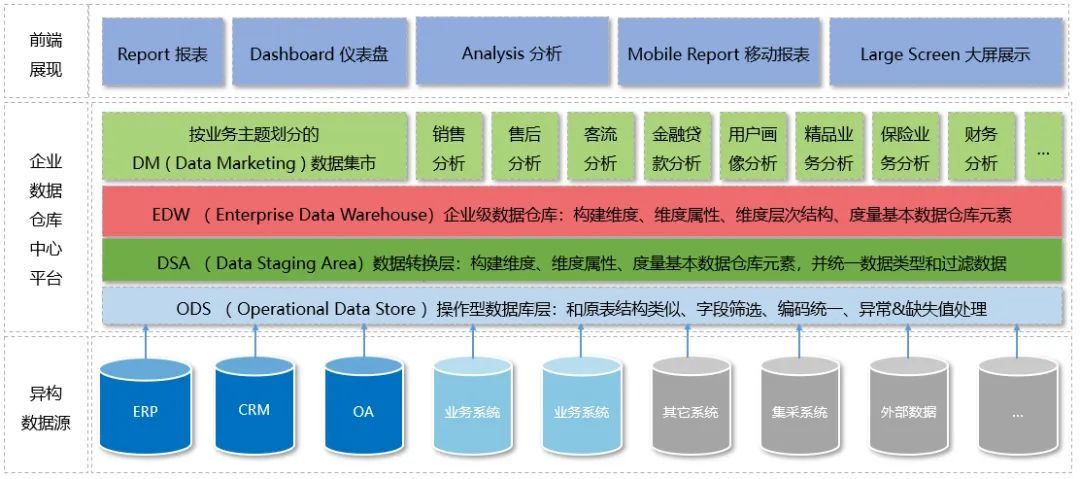 前端
展现
Report 报表
Dashboard 仪表盘
Analysis 分析
Mobile Report 移动报表
Large Screen 大屏展示
企业
数据
仓库
中心
平台
按业务主题划分的
DM ( Data Marketing ) 数据集市
销售
分析
售后
分析
客流
分析
金融贷
款分析
用户画
像分析
精品业
务分析
保险业
务分析
财务
分析
...
EDW （ Enterprise Data Warehouse）企业级数据仓库：构建维度、维度属性、维度层次结构、度量基本数据仓库元素
DSA （ Data Staging Area）数据转换层：构建维度、维度属性、度量基本数据仓库元素，并统一数据类型和过滤数据
ODS （ Operational Data Store ）操作型数据库层：和原表结构类似、字段筛选、编码统一、异常&缺失值处理
异构
数据源
ERP
CRM
OA
业务系统
业务系统
其它系统
集采系统
外部数据
...